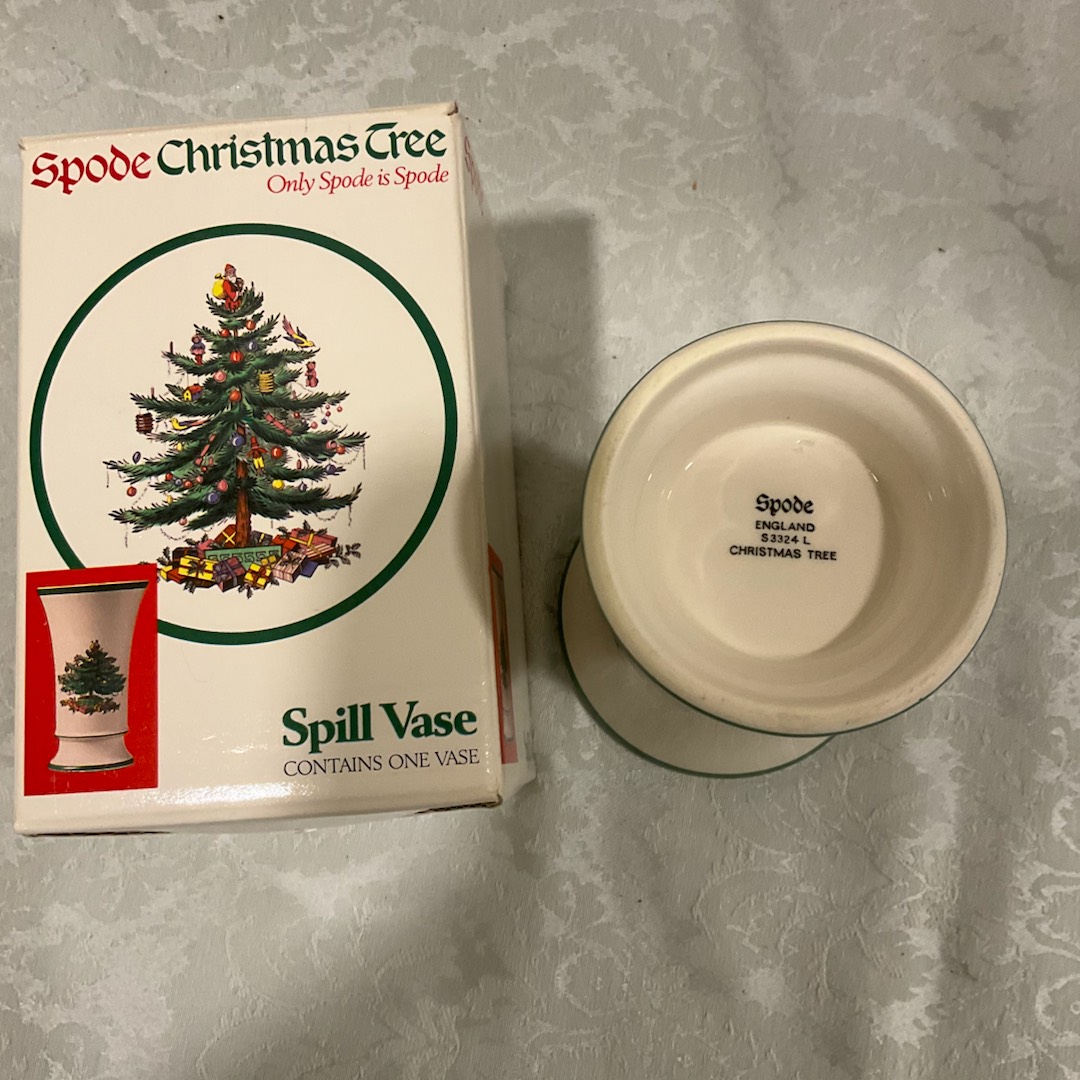 Spode Christmas Tree
Only Spode is Spode
Spill Vase
CONTAINS ONE VASE
Spode
ENGLAND
S3324 L
CHRISTMAS TREE